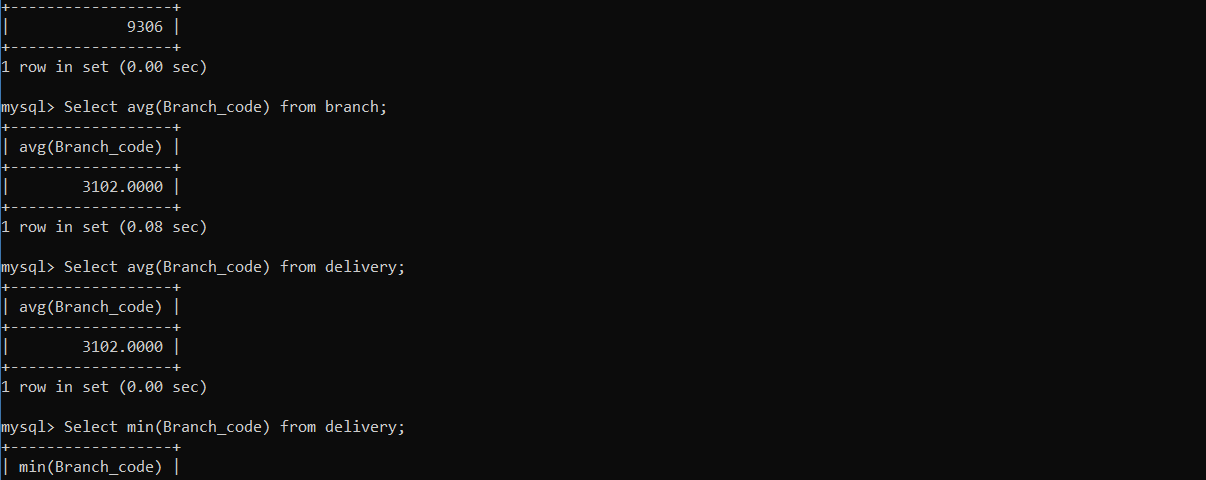 +------------------+
|             9306 |
+------------------+
1 row in set (0.00 sec)

mysql> Select avg(Branch_code) from branch;
+------------------+
| avg(Branch_code) |
+------------------+
|        3102.0000 |
+------------------+
1 row in set (0.08 sec)

mysql> Select avg(Branch_code) from delivery;
+------------------+
| avg(Branch_code) |
+------------------+
|        3102.0000 |
+------------------+
1 row in set (0.00 sec)

mysql> Select min(Branch_code) from delivery;
+------------------+
| min(Branch_code) |